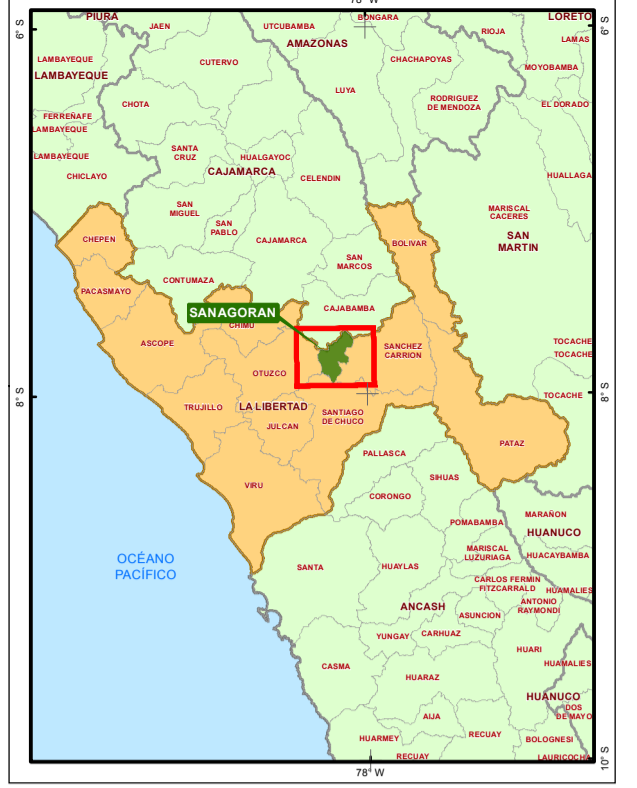 78° W
PIURA
BONGARA
LORETO
6° S
6° S
JAEN
UTCUBAMBA
RIOJA
LAMAS
AMAZONAS
LAMBAYEQUE
CUTERVO
CHACHAPOYAS
MOYOBAMBA
LAMBAYEQUE
LUYA
CHOTA
RODRIGUEZ
DE MENDOZA
EL DORADO
FERREÑAFE
LAMBAYEQUE
SANTA
CRUZ
HUALGAYOC
LAMBAYEQUE
CAJAMARCA
CHICLAYO
CELENDIN
HUALLAGA
SAN
MIGUEL
MARISCAL
CACERES
SAN
PABLO
CHEPEN
CAJAMARCA
BOLIVAR
SAN
MARTIN
SAN
MARCOS
CONTUMAZA
PACASMAYO
SANAGORAN
CAJABAMBA
CHIMU
ASCOPE
SANCHEZ
CARRION
TOCACHE
TOCACHE
OTUZCO
8° S
8° S
TOCACHE
TRUJILLO
LA LIBERTAD
SANTIAGO
DE CHUCO
JULCAN
PATAZ
PALLASCA
SIHUAS
VIRU
CORONGO
POMABAMBA
MARAÑON
HUANUCO
OCÉANO
PACÍFICO
SANTA
HUAYLAS
MARISCAL
LUZURIAGA
HUACAYBAMBA
CARLOS FERMIN
FITZCARRALD
HUAMALIES
ANCASH
ASUNCION
ANTONIO
RAYMONDI
YUNGAY
CARHUAZ
HUARI
CASMA
HUAMALIES
HUARAZ
HUANUCO
DOS
DE MAYO
AIJA
HUARMEY
RECUAY
BOLOGNESI
RECUAY
LAURICOCHA
10° S
78° W